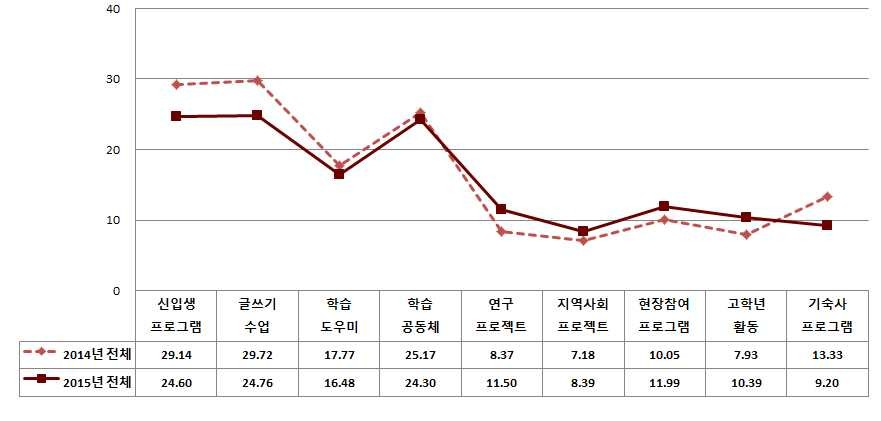 40
30
20
10
0
신입생 글쓰기 학습 학습 연구 지역사회 현장참여 고학년 기숙사
프로그램 수업 도우미 공동체 프로젝트 프로젝트 프로그램 활동 프로그램
2014년 전체 29.14 29.72 17.77 25.17 8.37 7.18 10.05 7.93 13.33
2015년 전체 24.60 24.76 16.48 24.30 11.50 8.39 11.99 10.39 9.20